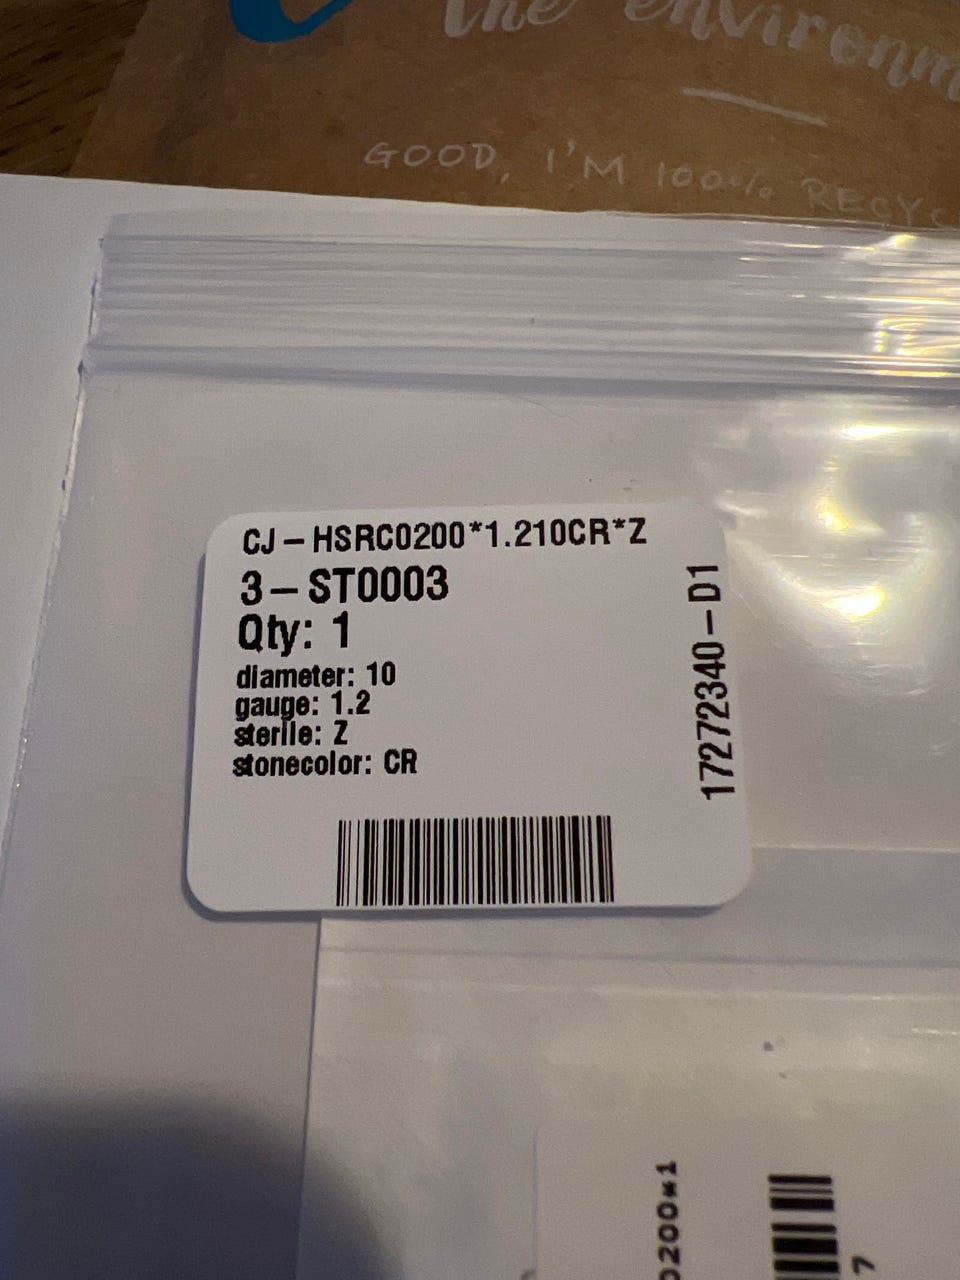 the environm
GOOD, I'M 100% RECYC
CJ-HSRC0200*1.210CR*Z
3-ST0003
Qty: 1
diameter: 10
gauge: 1.2
sterile: Z
stonecolor: CR
17272340-D1
0200*1
7